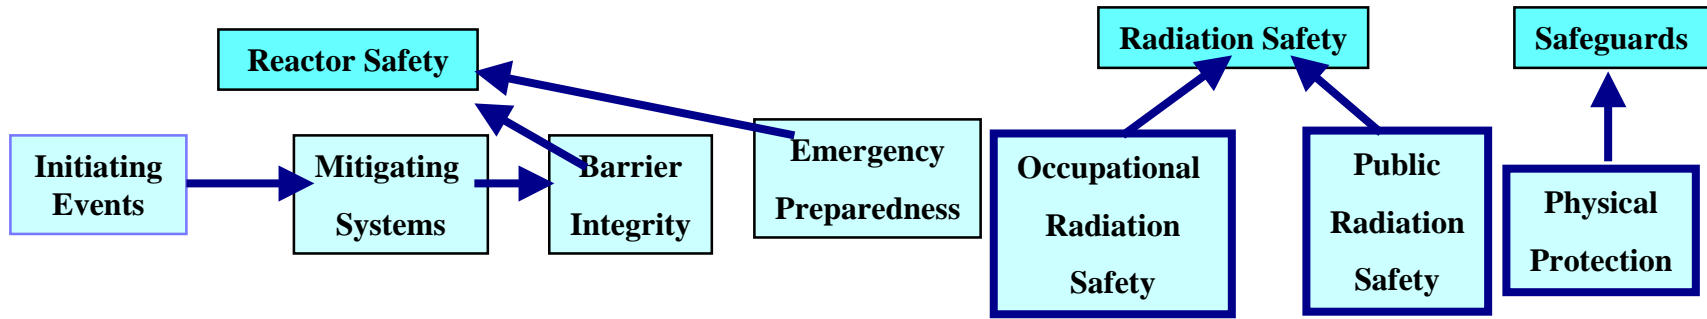 Reactor Safety
Radiation Safety
Safeguards
Initiating
Events
Mitigating
Systems
Barrier
Integrity
Emergency
Preparedness
Occupational
Radiation
Safety
Public
Radiation
Safety
Physical
Protection